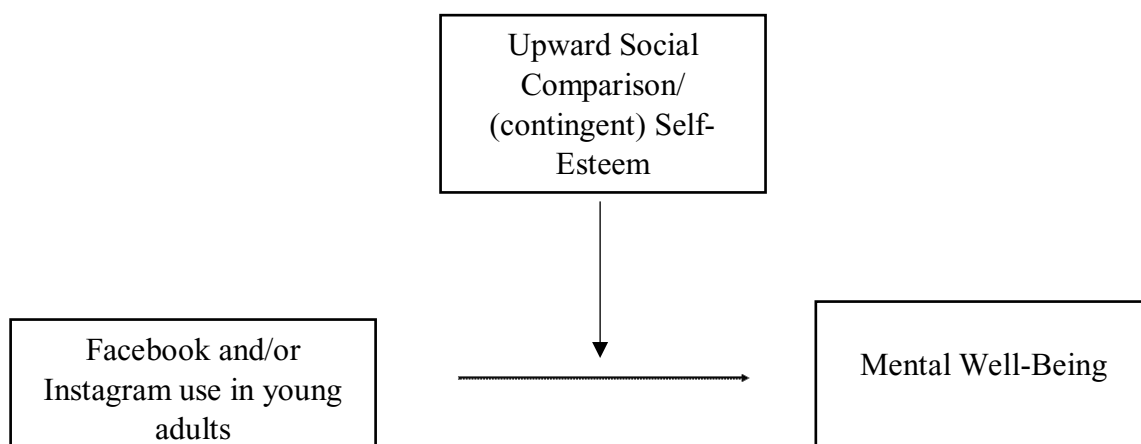 Upward Social
Comparison/
(contingent) Self-
Esteem
Facebook and/or
Instagram use in young
adults
Mental Well-Being